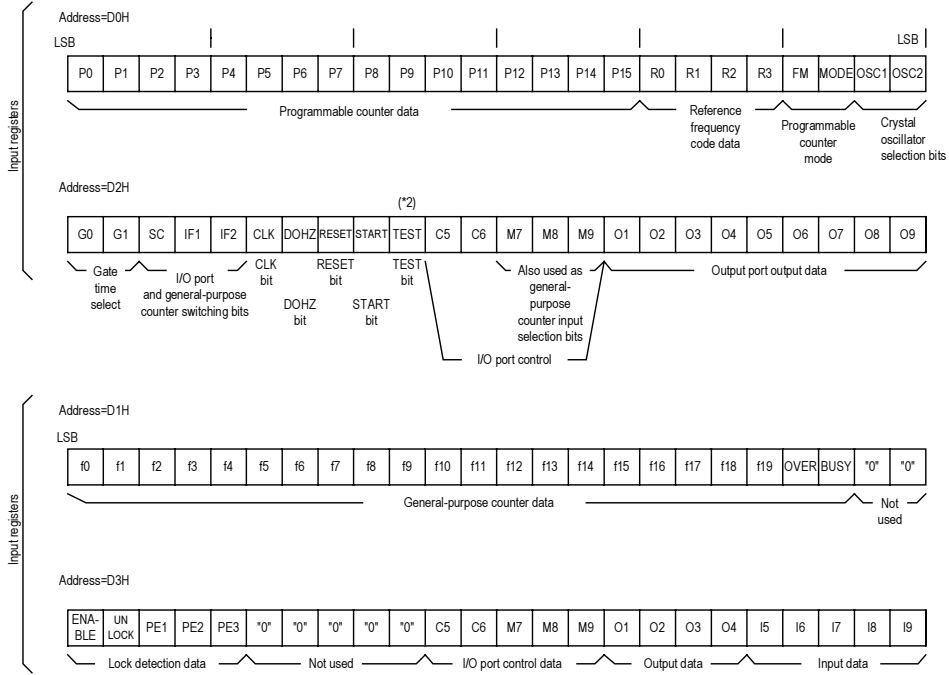 Address=D0H
LSB
LSB
P0 P1 P2 P3 P4 P5 P6 P7 P8 P9 P10 P11 P12 P13 P14 P15 R0 R1 R2 R3 FM MODE OSC1 OSC2
Programmable counter data
Reference
frequency
code data
Programmable
counter
mode
Crystal
oscillator
selection bits
Input registers
Address=D2H
(*2)
G0 G1 SC IF1 IF2 CLK DOHZ RESET START TEST C5 C6 M7 M8 M9 O1 O2 O3 O4 O5 O6 O7 O8 O9
Gate
time
select
I/O port
and general-purpose
counter switching bits
CLK
bit
DOHZ
bit
RESET
bit
START
bit
TEST
bit
Also used as
general-
purpose
counter input
selection bits
Output port output data
I/O port control
Address=D1H
LSB
f0 f1 f2 f3 f4 f5 f6 f7 f8 f9 f10 f11 f12 f13 f14 f15 f16 f17 f18 f19 OVER BUSY "0" "0"
General-purpose counter data
Not
used
Input registers
Address=D3H
ENA-
BLE
UN
LOCK
PE1 PE2 PE3 "0" "0" "0" "0" "0" C5 C6 M7 M8 M9 O1 O2 O3 O4 I5 I6 I7 I8 I9
Lock detection data
Not used
I/O port control data
Output data
Input data